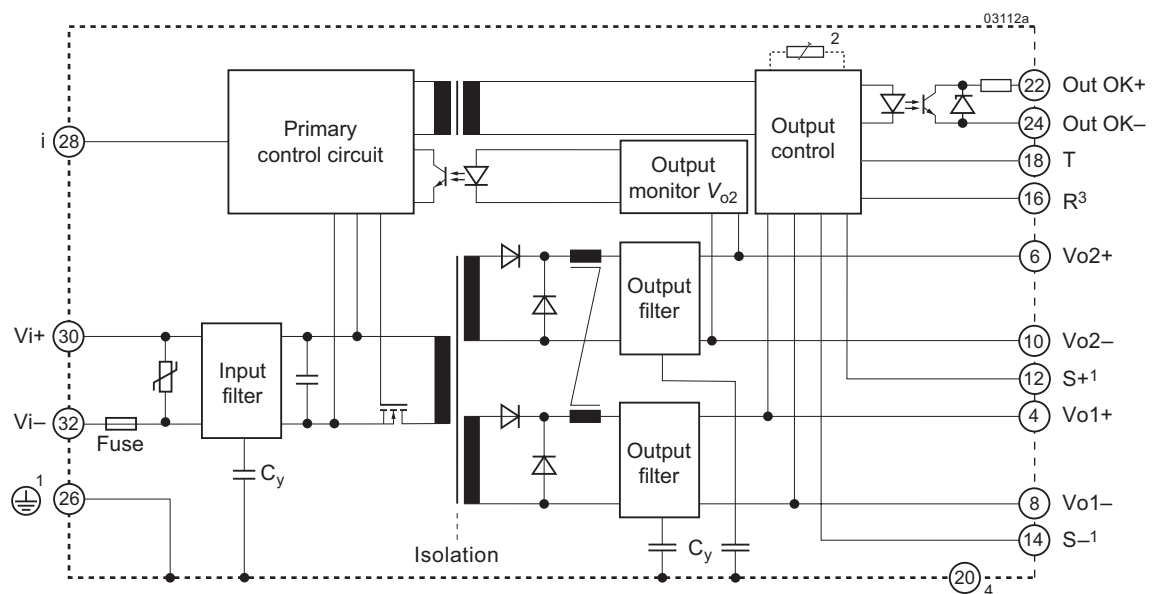 03112a
2
22 Out OK+
Primary
control circuit
Output
control
24 Out OK–
i 28
18 T
Output
monitor Vo2
16 R3
6 Vo2+
Output
filter
Vi+ 30
10 Vo2–
Input
filter
12 S+1
4 Vo1+
Vi– 32
Fuse
Output
filter
Cy
1
26
8 Vo1–
14 S–1
Isolation
Cy
20 4